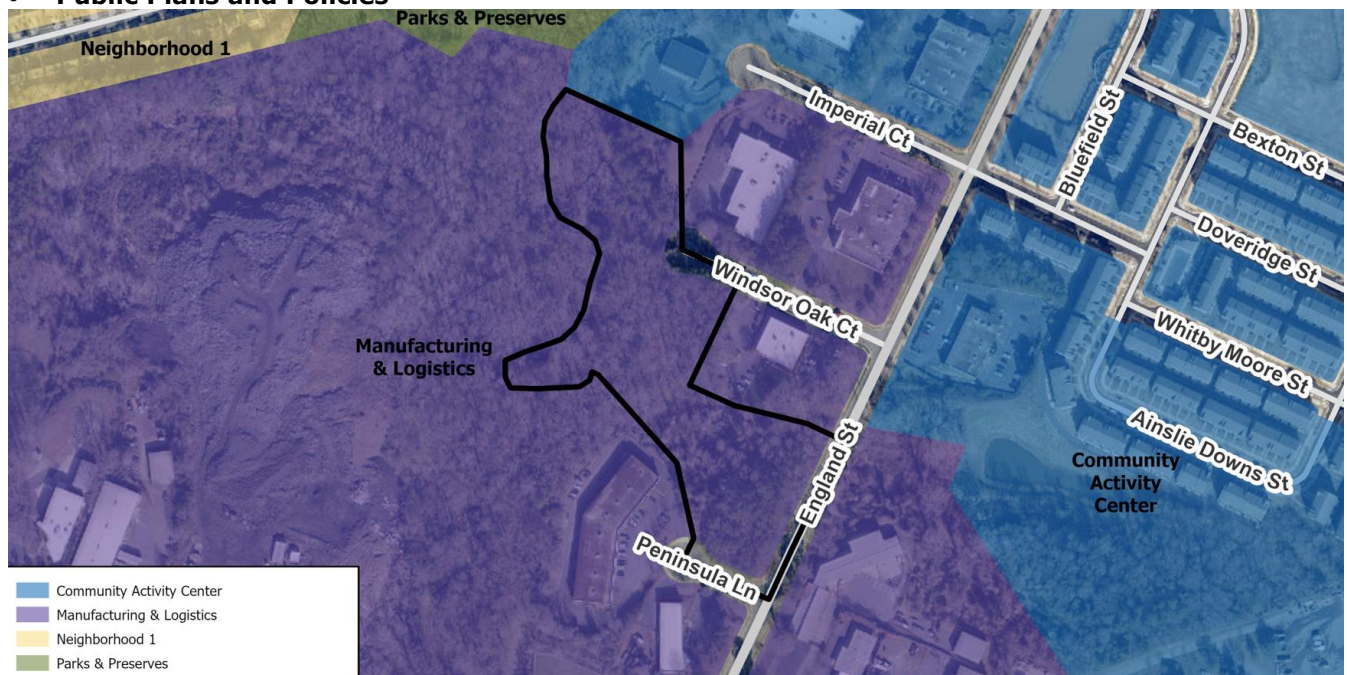 • Public Plans and Policies
Parks & Preserves
Neighborhood 1
Imperial Ct
Bluefield St
Bexton St
Doveridge St
Windsor Oak Ct
Whitby Moore St
Manufacturing
& Logistics
Ainslie Downs St
England St
Community
Activity
Center
Peninsula Ln
Community Activity Center
Manufacturing & Logistics
Neighborhood 1
Parks & Preserves